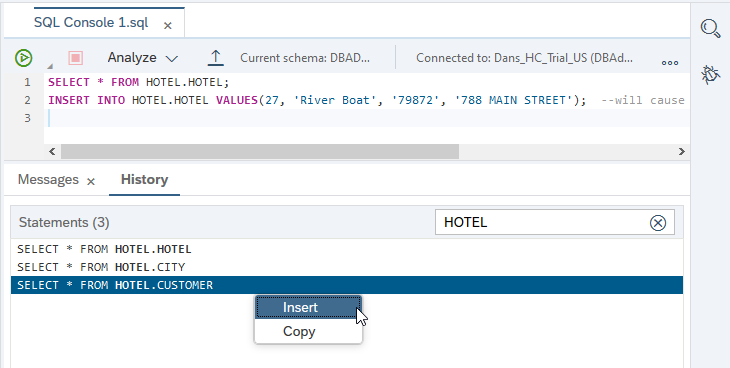 SQL Console 1.sql ×
Analyze Current schema: DBAD... Connected to: Dans_HC_Trial_US (DBAd... ooo
1 SELECT * FROM HOTEL.HOTEL;
2 INSERT INTO HOTEL.HOTEL VALUES(27, 'River Boat', '79872', '788 MAIN STREET'); --will cause
3
Messages × History
Statements (3) HOTEL
SELECT * FROM HOTEL.HOTEL
SELECT * FROM HOTEL.CITY
SELECT * FROM HOTEL.CUSTOMER
Insert
Copy